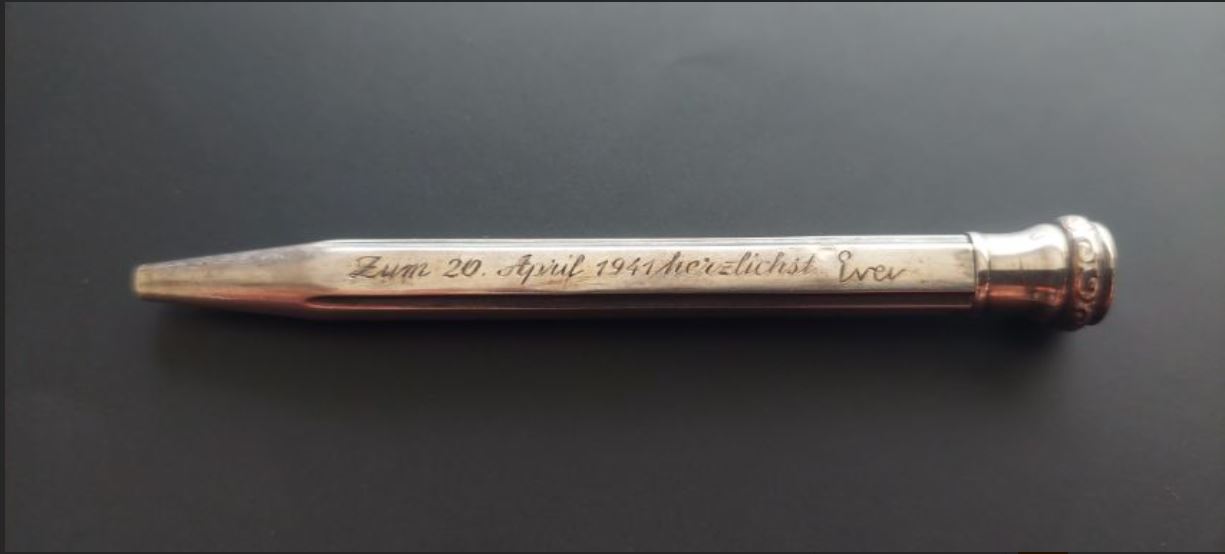 Zum 20. April 1941 herzlichst Eva